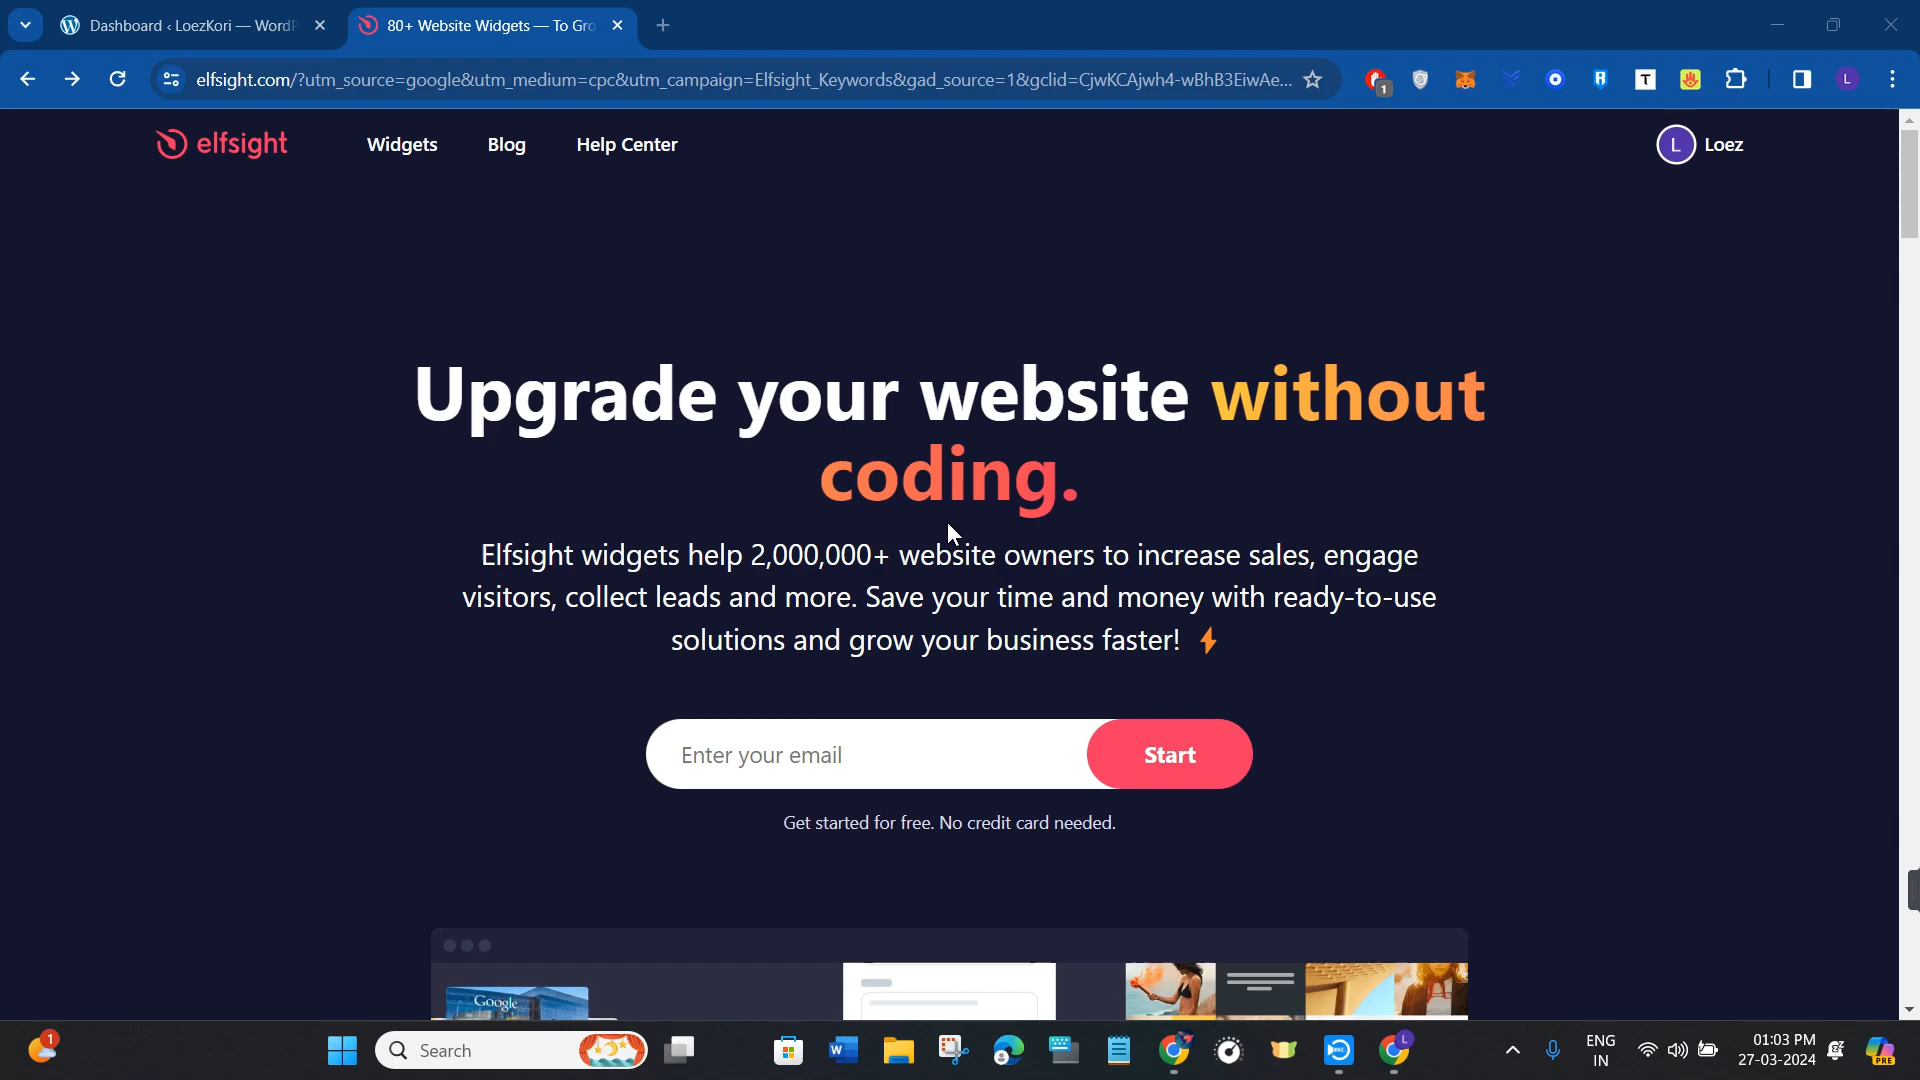 Dashboard ‹ LoezKori — WordP
80+ Website Widgets — To Gro
elfsight.com/?utm_source=google&utm_medium=cpc&utm_campaign=Elfsight_Keywords&gad_source=1&gclid=CjwKCAjwh4-wBhB3EiwAe...
1
T
L
elfsight
Widgets
Blog
Help Center
L
Loez
Upgrade your website without
coding.
Elfsight widgets help 2,000,000+ website owners to increase sales, engage
visitors, collect leads and more. Save your time and money with ready-to-use
solutions and grow your business faster!
Enter your email
Start
Get started for free. No credit card needed.
Google
1
Search
W
L
ENG
IN
01:03 PM
27-03-2024
PRE